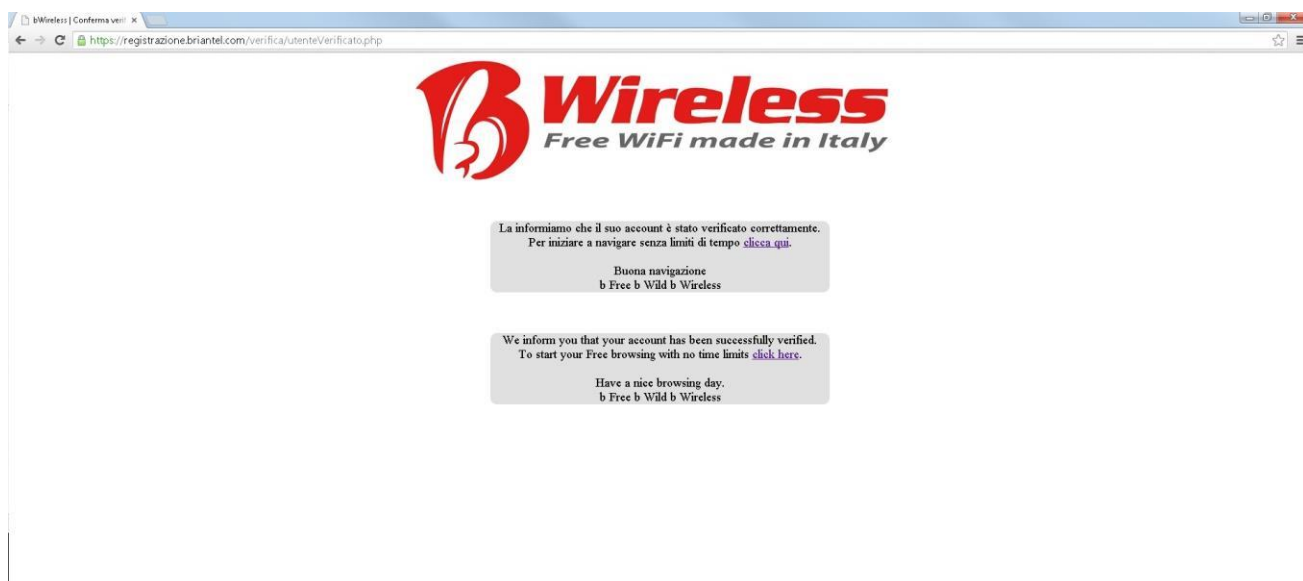 bWireless | Conferma veri
https://registrazione.briantel.com/verifica/utenteVerificato.php
B Wireless
Free WiFi made in Italy
La informiamo che il suo account è stato verificato correttamente.
Per iniziare a navigare senza limiti di tempo clicca qui.
Buona navigazione
b Free b Wild b Wireless
We inform you that your account has been successfully verified.
To start your Free browsing with no time limits click here.
Have a nice browsing day.
b Free b Wild b Wireless